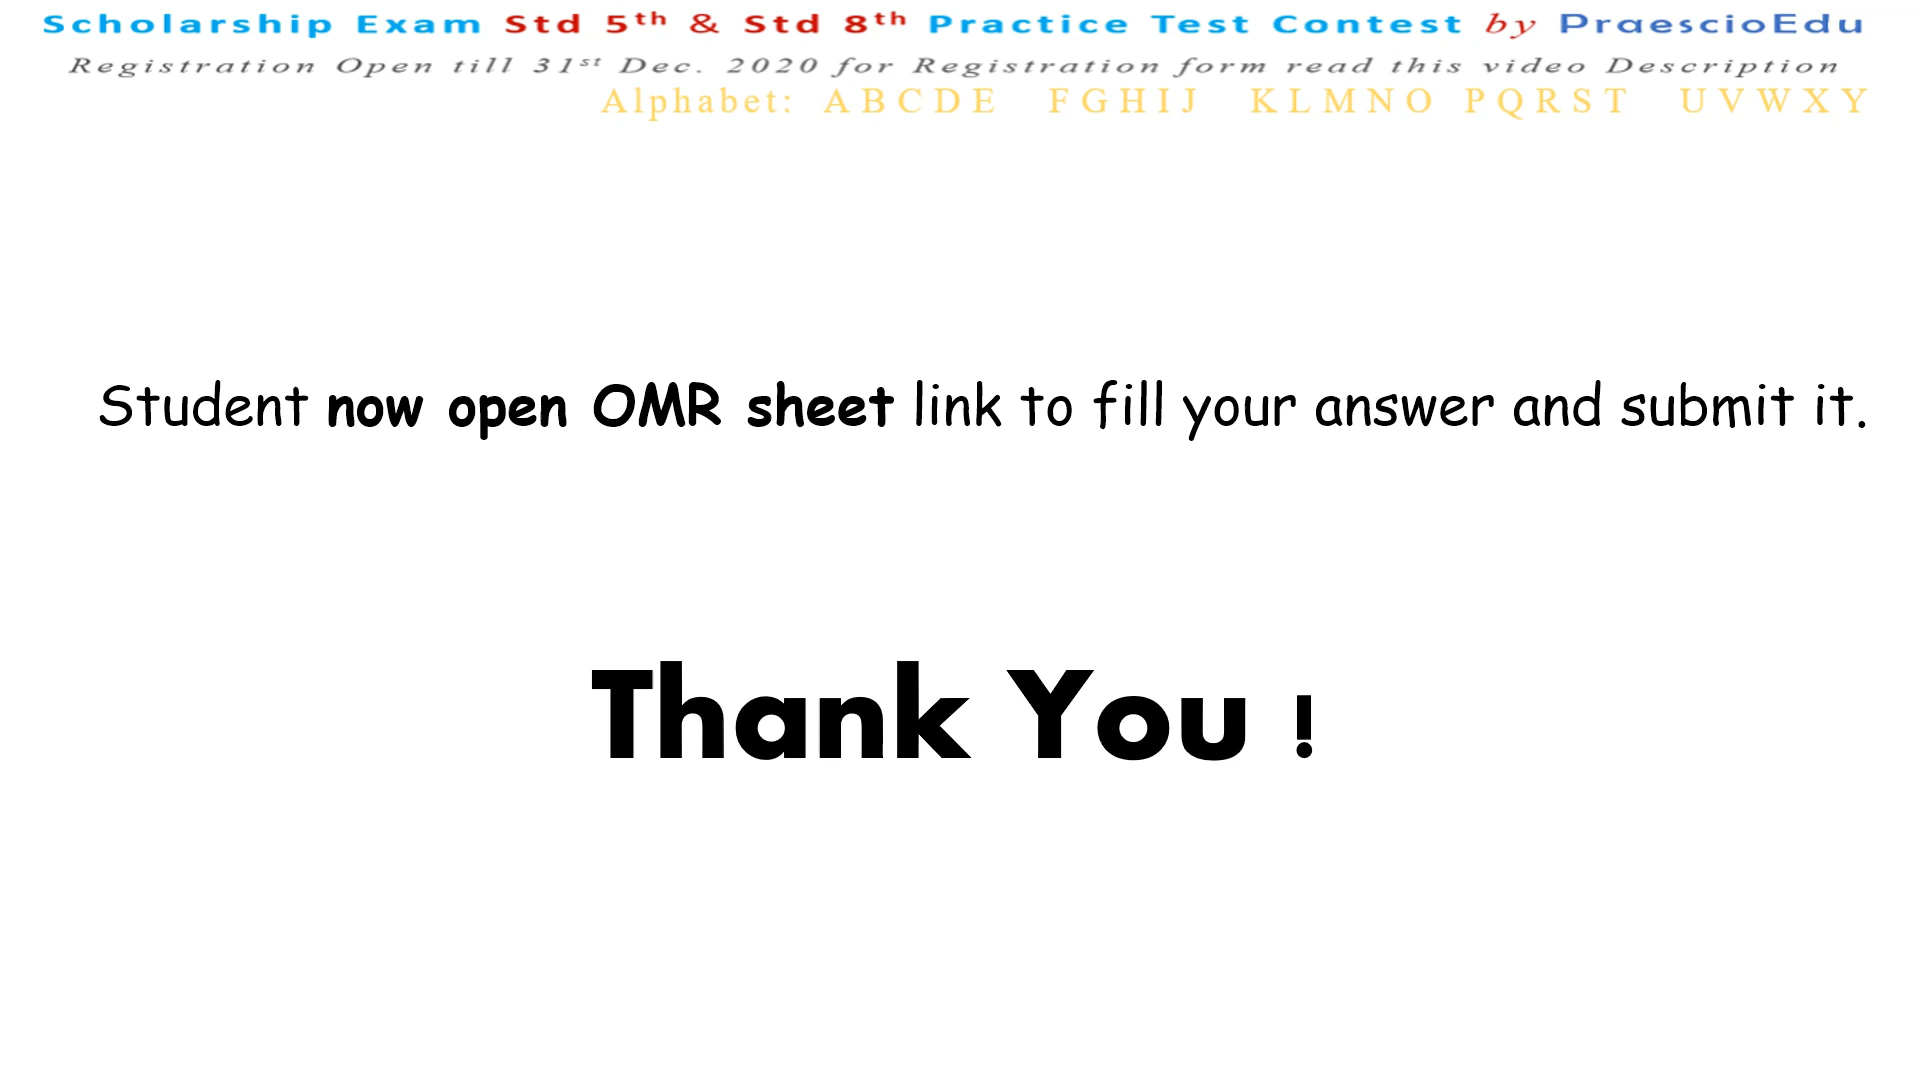 Scholarship Exam Std 5th & Std 8th Practice Test Contest by PraescioEdu
Registration Open till 31st Dec. 2020 for Registration form read this video Description
Alphabet: A B C D E F G H I J K L M N O P Q R S T U V W X Y
Student now open OMR sheet link to fill your answer and submit it.
Thank You !